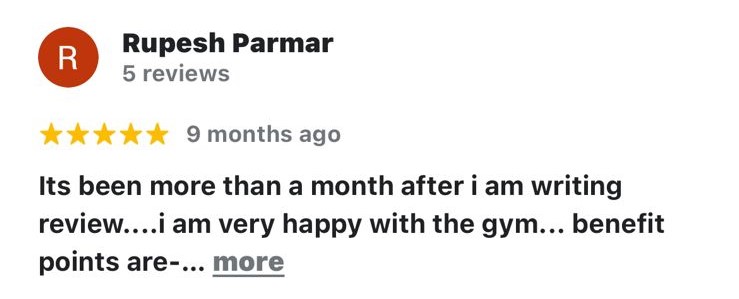 R
Rupesh Parmar
5 reviews
9 months ago
Its been more than a month after i am writing
review....i am very happy with the gym... benefit
points are-... more